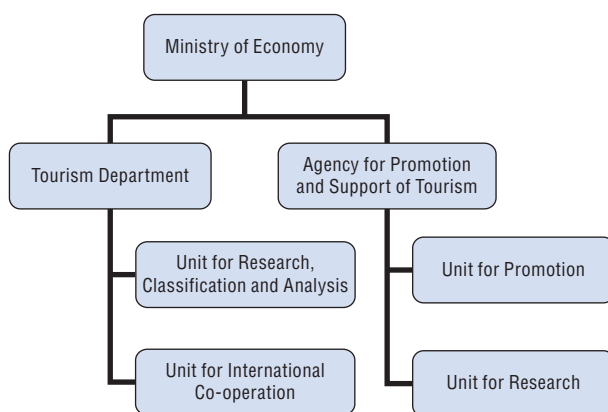 Ministry of Economy
Tourism Department
Agency for Promotion
and Support of Tourism
Unit for Research,
Classification and Analysis
Unit for Promotion
Unit for International
Co-operation
Unit for Research